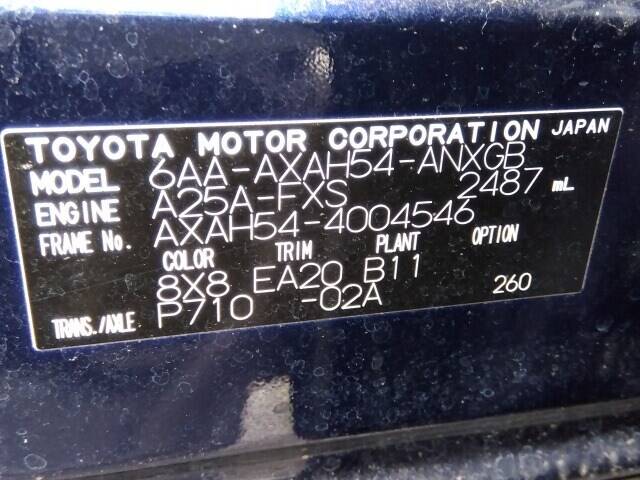 TOYOTA MOTOR CORPORATION JAPAN
MODEL 6AA-AXAH54-ANXGB
ENGINE A25A-FXS 2487 mL
FRAME No. AXAH54-4004546
COLOR TRIM PLANT OPTION
8X8 EA20 B11
TRANS./AXLE P710 -02A 260